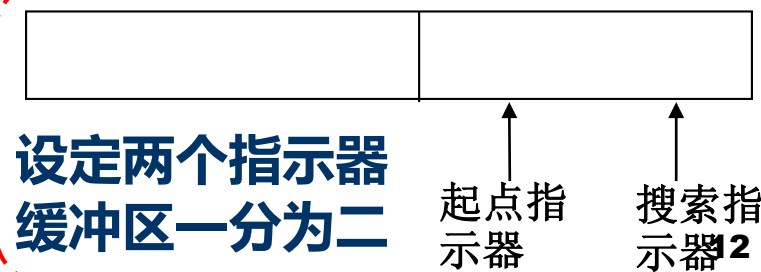 设定两个指示器
缓冲区一分为二
起点指
示器
搜索指
示器
12